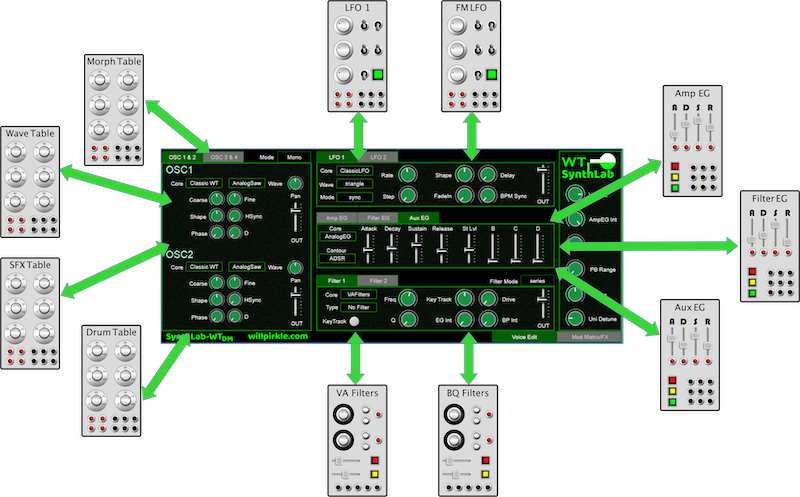 LFO 1
FM LFO
Morph Table
Amp EG
A D S R
Wave Table
OSC 1 & 2 OSC 3 & 4 Mode Mono
LFO 1 LFO 2
WT
SynthLab
OSC1
Core Classic WT AnalogSaw Wave
Coarse Fine
Pan
Shape HSync
Phase D
OUT
Core ClassicLFO Rate Shape Delay
Wave triangle
Mode sync Step FadeIn BPM Sync
OUT
AmpEG Int
Filter EG
A D S R
Amp EG Filter EG Aux EG
Core Attack Decay Sustain Release St Lvl B C D
AnalogEG
Contour
ADSR
OUT
PB Range
SFX Table
OSC2
Core Classic WT AnalogSaw Wave
Coarse Fine
Pan
Shape HSync
Phase D
OUT
Filter 1 Filter 2 Filter Mode series
Core VAFilters Freq Key Track Drive
Pan
Type No Filter
KeyTrack Q EG Int BP Int
OUT
Uni Detune
Aux EG
A D S R
Drum Table
SynthLab-WTDM willpirkle.com
Voice Edit Mod Matrix/FX
VA Filters
BQ Filters